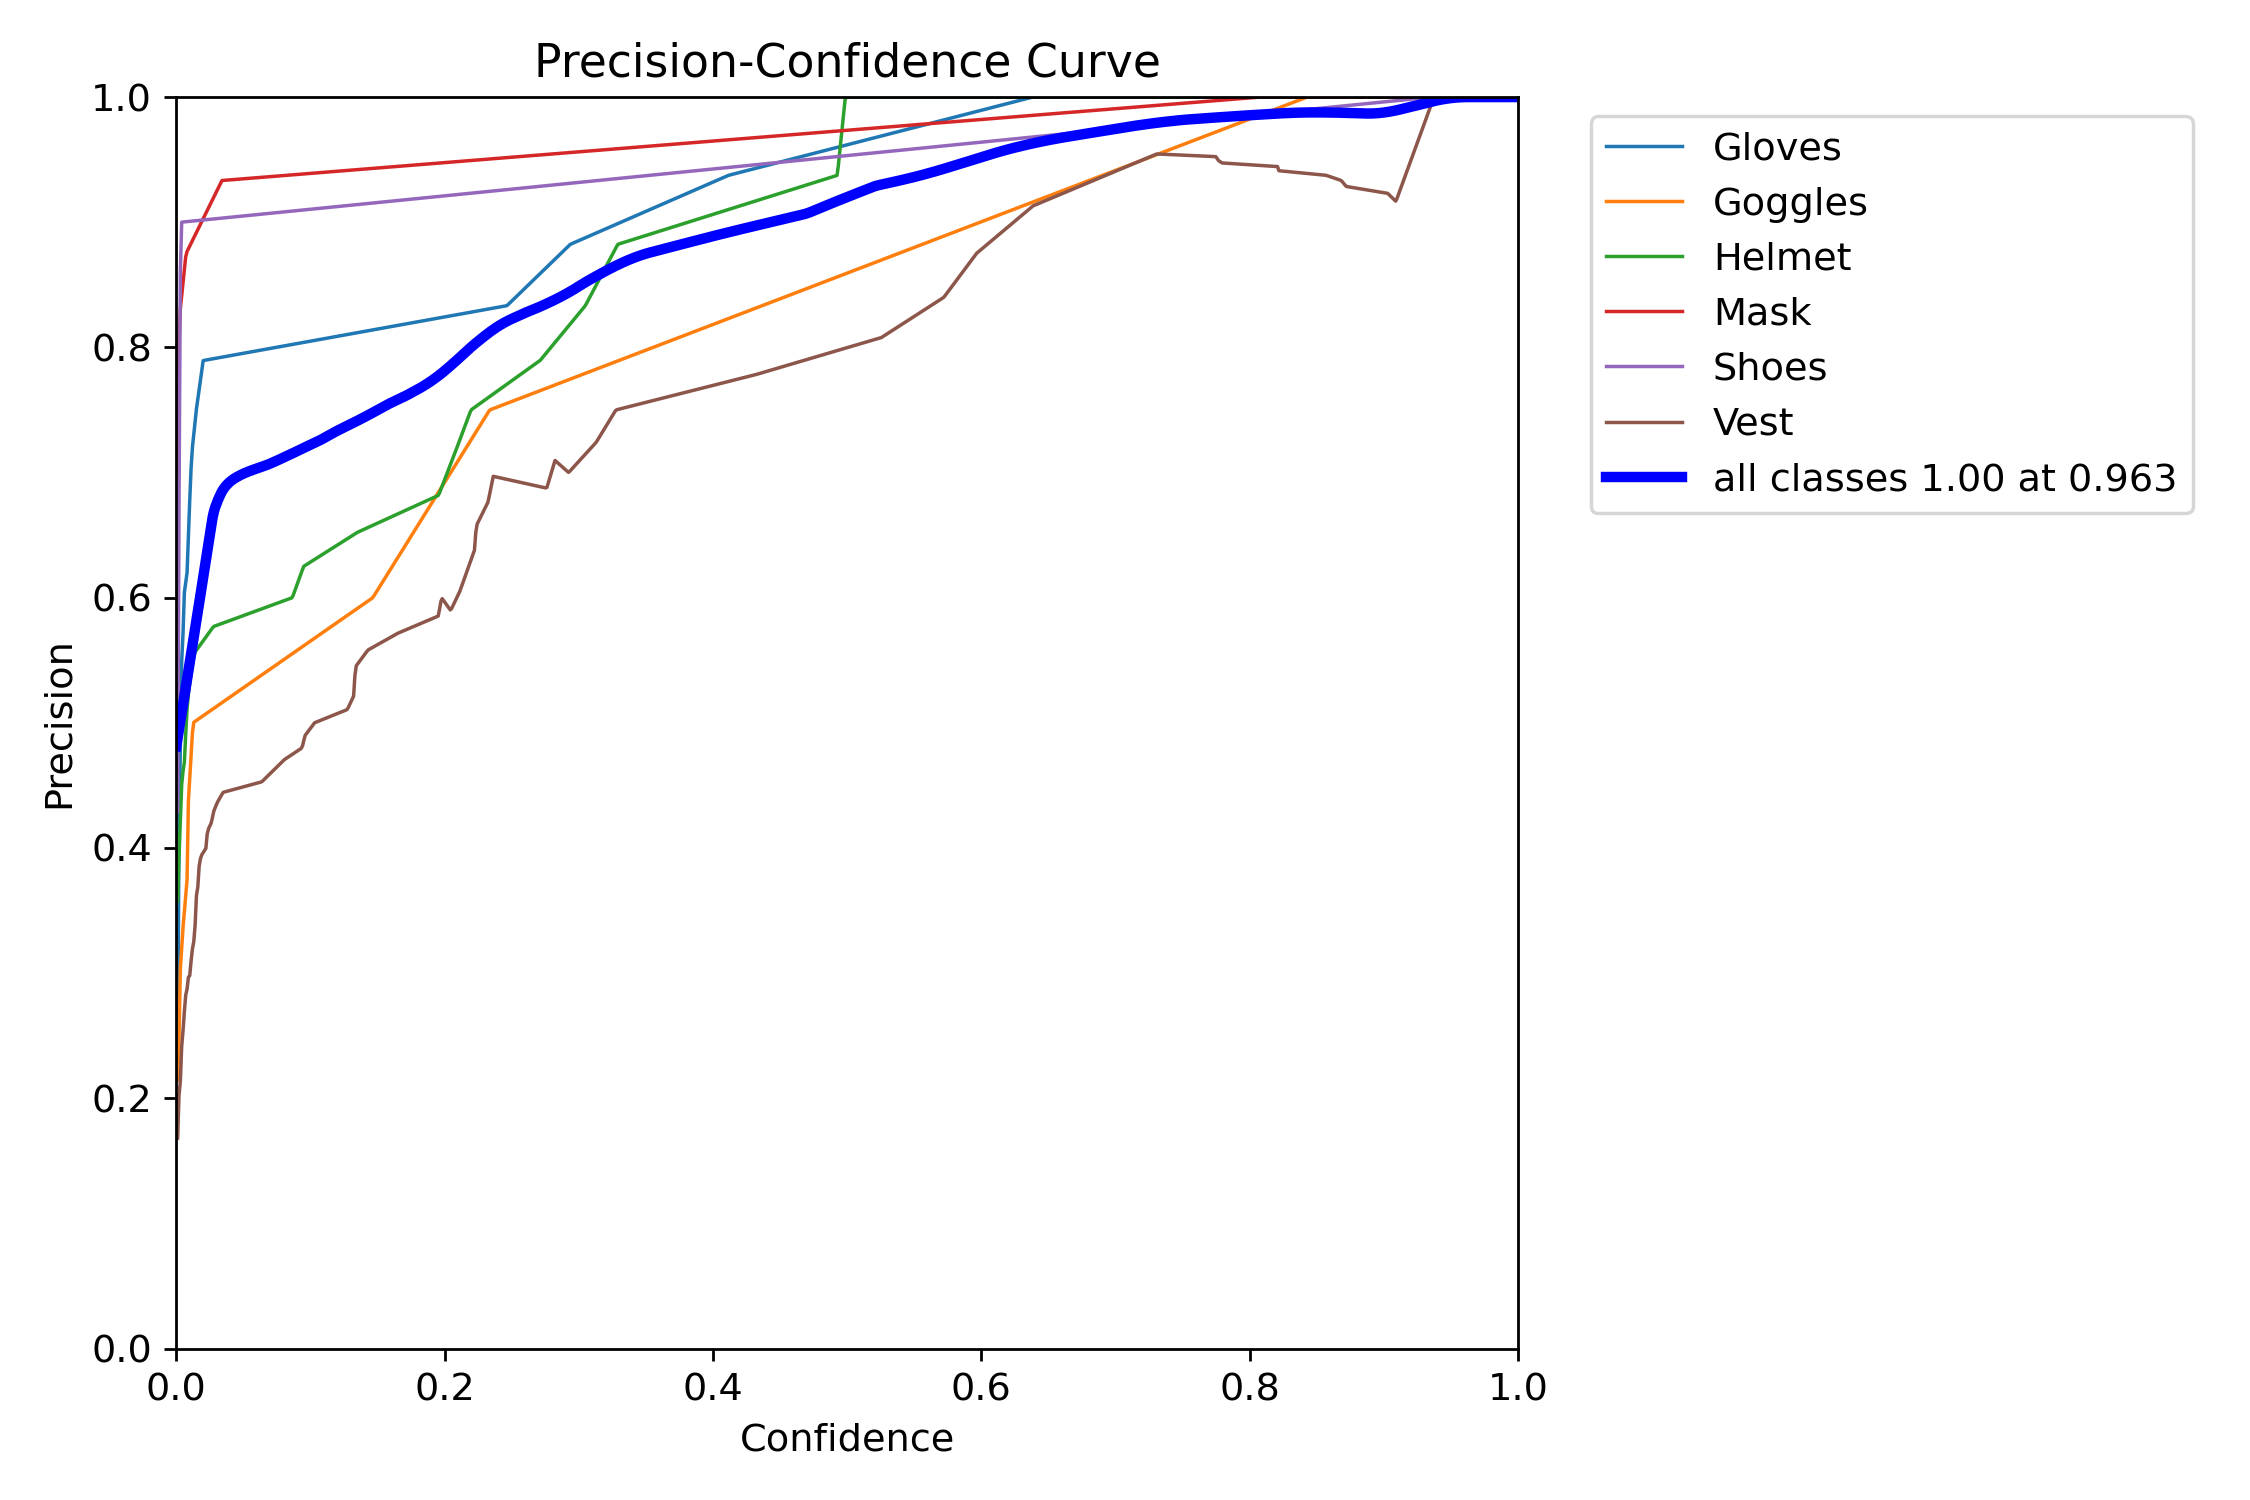 Precision-Confidence Curve
1.0
0.8
0.6
0.4
0.2
0.0
Precision
0.0 0.2 0.4 0.6 0.8 1.0
Confidence
Gloves
Goggles
Helmet
Mask
Shoes
Vest
all classes 1.00 at 0.963